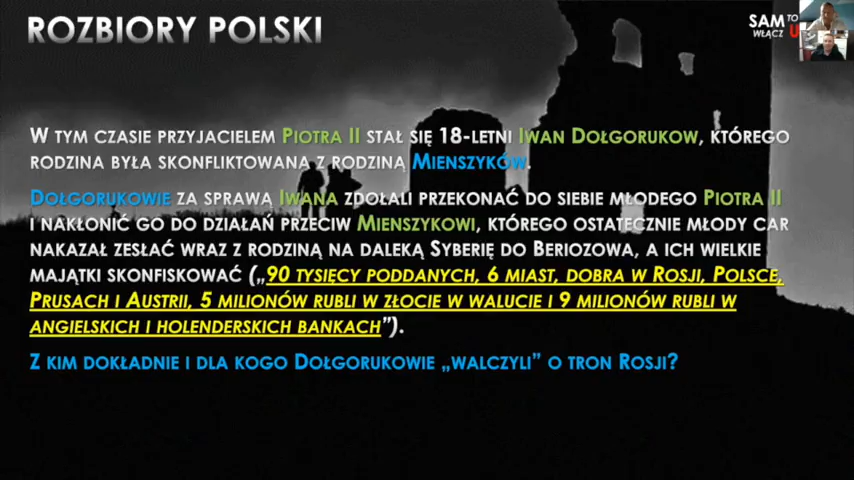 ROZBIORY POLSKI
SAM TO
WŁĄCZ
W TYM CZASIE PRZYJACIELEM PIOTRA II STAŁ SIĘ 18-LETNI IWAN DOŁGORUKOW, KTÓREGO
RODZINA BYŁA SKONFLIKTOWANA Z RODZINĄ MIENSZYKÓW.
DOŁGORUKOWIE ZA SPRAWĄ IWANA ZDOŁALI PRZEKONAĆ DO SIEBIE MŁODEGO PIOTRA II
I NAKŁONIĆ GO DO DZIAŁAŃ PRZECIW MIENSZYKOWI, KTÓREGO OSTATECZNIE MŁODY CAR
NAKAZAŁ ZESŁAĆ WRAZ Z RODZINĄ NA DALEKĄ SYBERIĘ DO BERIOZOWA, A ICH WIELKIE
MAJĄTKI SKONFISKOWAĆ („90 TYSIĘCY PODDANYCH, 6 MIAST, DOBRA W ROSJI, POLSCE,
PRUSACH I AUSTRII, 5 MILIONÓW RUBLI W ZŁOCIE W WALUCIE I 9 MILIONÓW RUBLI W
ANGIELSKICH I HOLENDERSKICH BANKACH”).
Z KIM DOKŁADNIE I DLA KOGO DOŁGORUKOWIE „WALCZYLI” O TRON ROSJI?